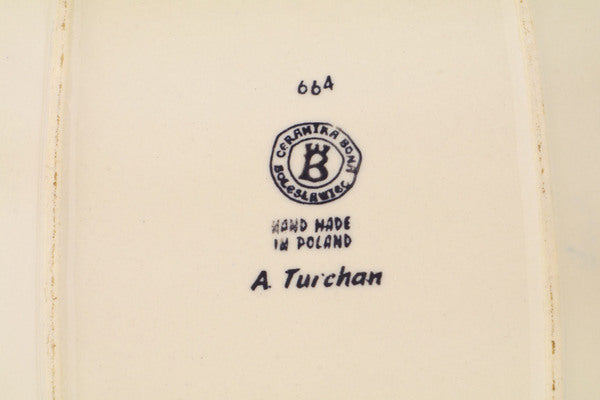 664
CERAMIKA BONA
BOLESŁAWIEC
B
HAND MADE
IN POLAND
A. Turchan